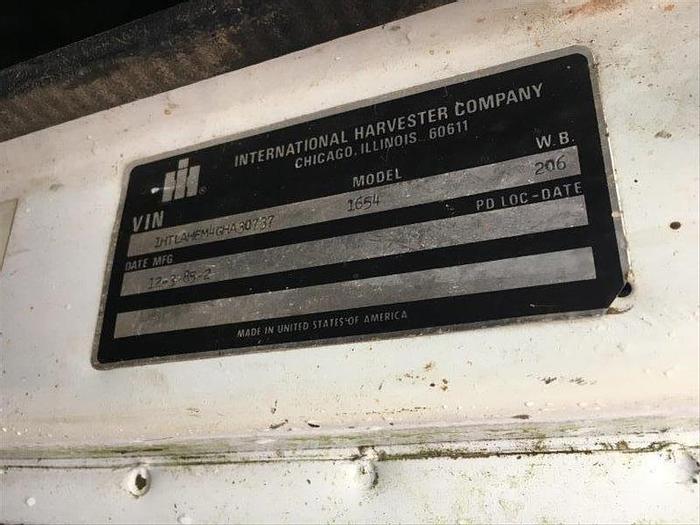 INTERNATIONAL HARVESTER COMPANY
CHICAGO, ILLINOIS 60611
VIN MODEL W.B.
1HTLA4FM4GHA30737 1654 206
DATE MFG PD LOC-DATE
12-3-85-2
MADE IN UNITED STATES OF AMERICA